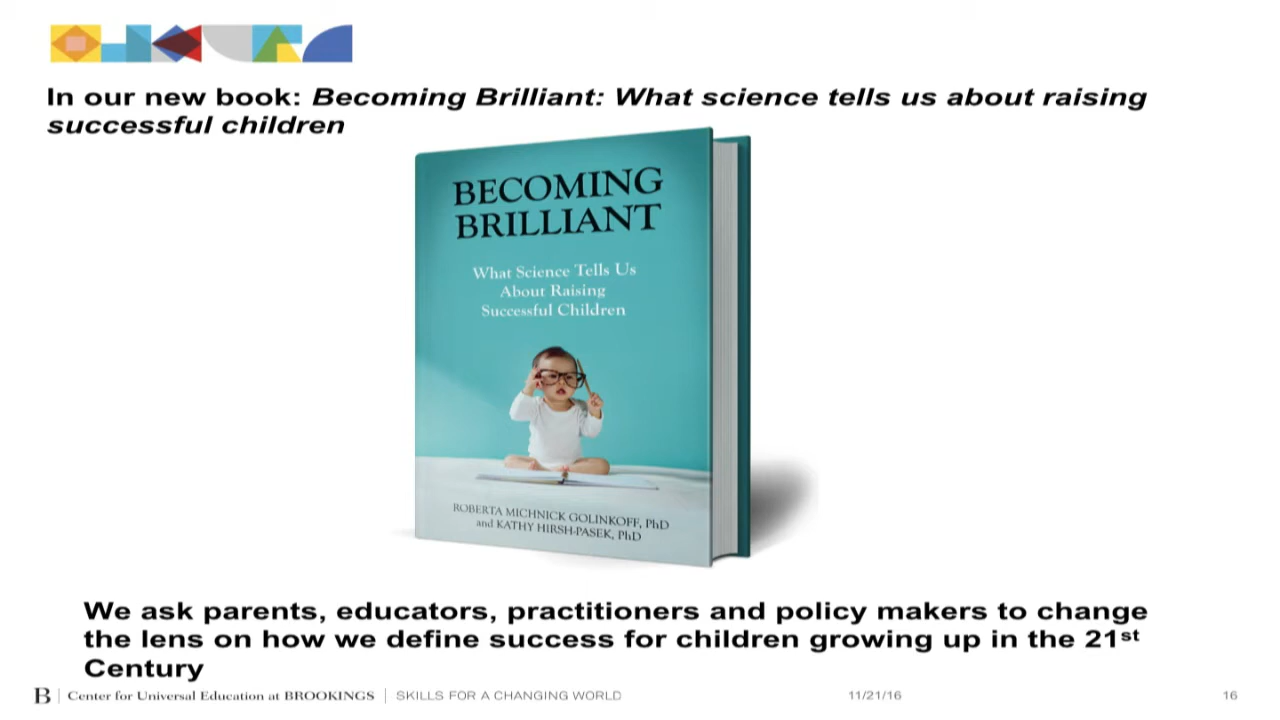 In our new book: Becoming Brilliant: What science tells us about raising
successful children
BECOMING
BRILLIANT
What Science Tells Us
About Raising
Successful Children
ROBERTA MICHNICK GOLINKOFF, PhD
and KATHY HIRSH-PASEK, PhD
We ask parents, educators, practitioners and policy makers to change
the lens on how we define success for children growing up in the 21st
Century
B | Center for Universal Education at BROOKINGS | SKILLS FOR A CHANGING WORLD 11/21/16 16